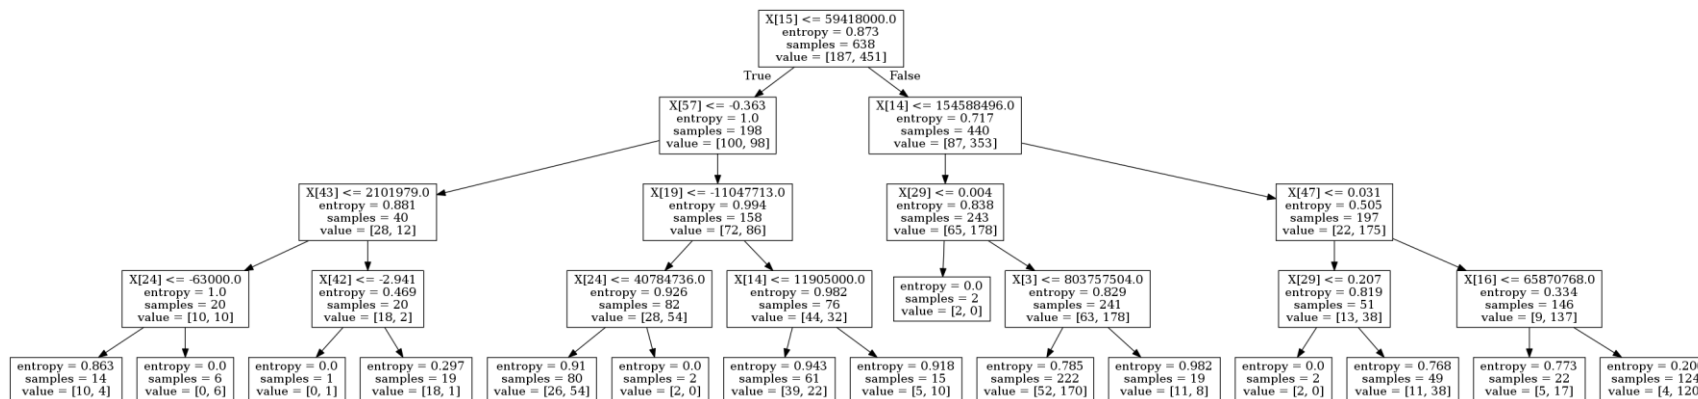 X[15] <= 59418000.0
entropy = 0.873
samples = 638
value = [187, 451]
True
False
X[57] <= -0.363
entropy = 1.0
samples = 198
value = [100, 98]
X[14] <= 154588496.0
entropy = 0.717
samples = 440
value = [87, 353]
X[43] <= 2101979.0
entropy = 0.881
samples = 40
value = [28, 12]
X[19] <= -11047713.0
entropy = 0.994
samples = 158
value = [72, 86]
X[29] <= 0.004
entropy = 0.838
samples = 243
value = [65, 178]
X[47] <= 0.031
entropy = 0.505
samples = 197
value = [22, 175]
X[24] <= -63000.0
entropy = 1.0
samples = 20
value = [10, 10]
X[42] <= -2.941
entropy = 0.469
samples = 20
value = [18, 2]
X[24] <= 40784736.0
entropy = 0.926
samples = 82
value = [28, 54]
X[14] <= 11905000.0
entropy = 0.982
samples = 76
value = [44, 32]
entropy = 0.0
samples = 2
value = [2, 0]
X[3] <= 803757504.0
entropy = 0.829
samples = 241
value = [63, 178]
X[29] <= 0.207
entropy = 0.819
samples = 51
value = [13, 38]
X[16] <= 65870768.0
entropy = 0.334
samples = 146
value = [9, 137]
entropy = 0.863
samples = 14
value = [10, 4]
entropy = 0.0
samples = 6
value = [0, 6]
entropy = 0.0
samples = 1
value = [0, 1]
entropy = 0.297
samples = 19
value = [18, 1]
entropy = 0.91
samples = 80
value = [26, 54]
entropy = 0.0
samples = 2
value = [2, 0]
entropy = 0.943
samples = 61
value = [39, 22]
entropy = 0.918
samples = 15
value = [5, 10]
entropy = 0.785
samples = 222
value = [52, 170]
entropy = 0.982
samples = 19
value = [11, 8]
entropy = 0.0
samples = 2
value = [2, 0]
entropy = 0.768
samples = 49
value = [11, 38]
entropy = 0.773
samples = 22
value = [5, 17]
entropy =
samples = 124
value = [4, 120